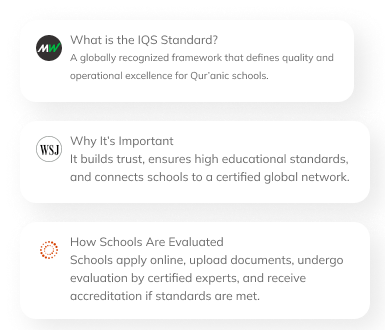 MW
What is the IQS Standard?
A globally recognized framework that defines quality and
operational excellence for Qur'anic schools.
WSJ
Why It's Important
It builds trust, ensures high educational standards,
and connects schools to a certified global network.
How Schools Are Evaluated
Schools apply online, upload documents, undergo
evaluation by certified experts, and receive
accreditation if standards are met.